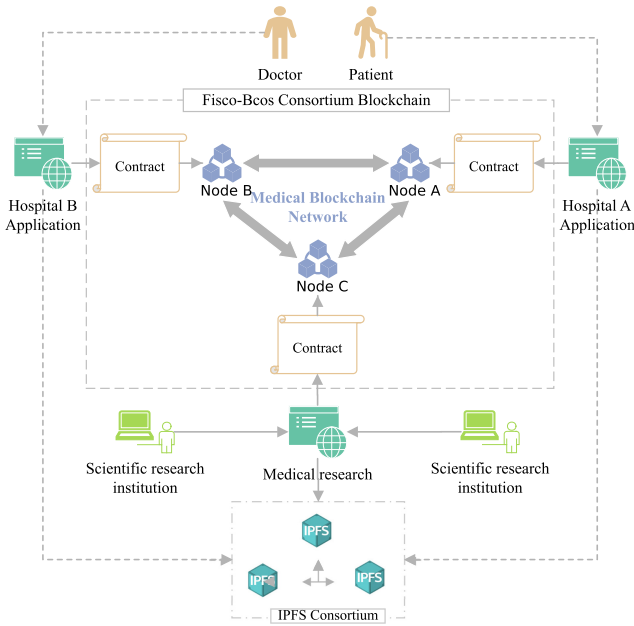 Doctor
Patient
Fisco-Bcos Consortium Blockchain
Contract
Contract
Node B
Node A
Medical Blockchain
Network
Hospital B
Application
Hospital A
Application
Node C
Contract
Scientific research
institution
Medical research
Scientific research
institution
IPFS
IPFS
IPFS
IPFS Consortium